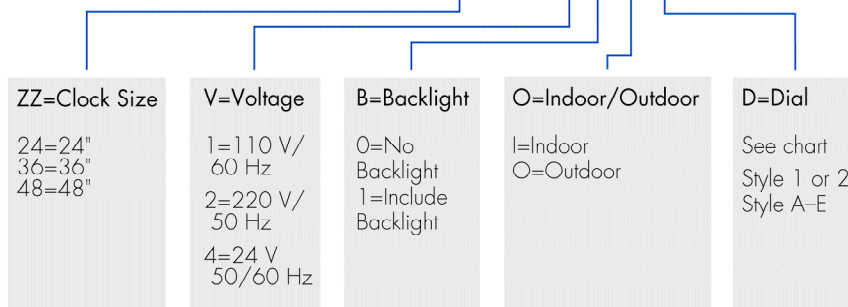 ZZ=Clock Size
24=24"
36=36"
48=48"
V=Voltage
1=110 V/
60 Hz
2=220 V/
50 Hz
4=24 V
50/60 Hz
B=Backlight
0=No
Backlight
1=Include
Backlight
O=Indoor/Outdoor
I=Indoor
O=Outdoor
D=Dial
See chart
Style 1 or 2
Style A–E